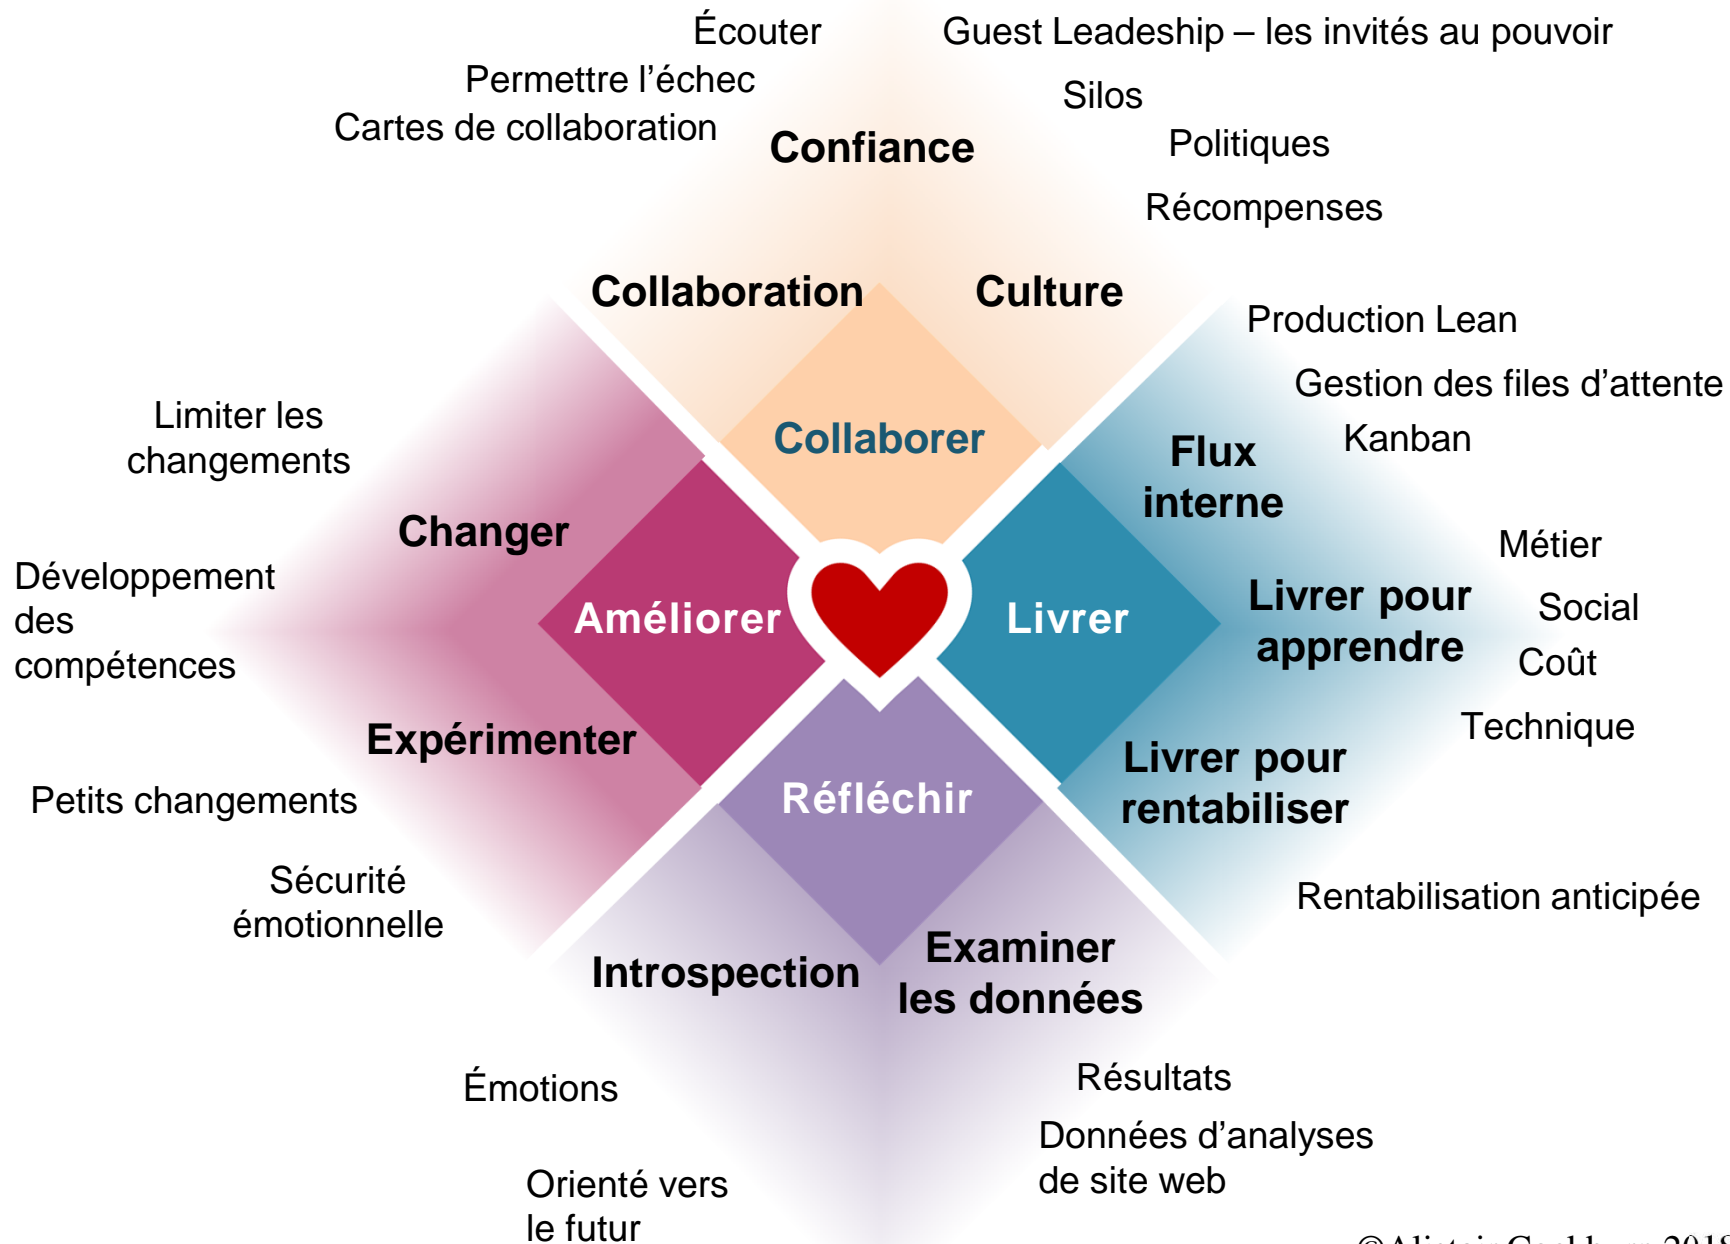 Écouter
Guest Leadeship – les invités au pouvoir
Permettre l’échec
Silos
Cartes de collaboration
Confiance
Politiques
Récompenses
Collaboration
Culture
Production Lean
Gestion des files d’attente
Limiter les
changements
Collaborer
Kanban
Flux
interne
Changer
Métier
Développement
des
compétences
Améliorer
Livrer
Livrer pour
apprendre
Social
Coût
Technique
Expérimenter
Livrer pour
rentabiliser
Petits changements
Réfléchir
Sécurité
émotionnelle
Rentabilisation anticipée
Introspection
Examiner
les données
Émotions
Résultats
Données d’analyses
de site web
Orienté vers
le futur
©Alistair Cockburn 2018